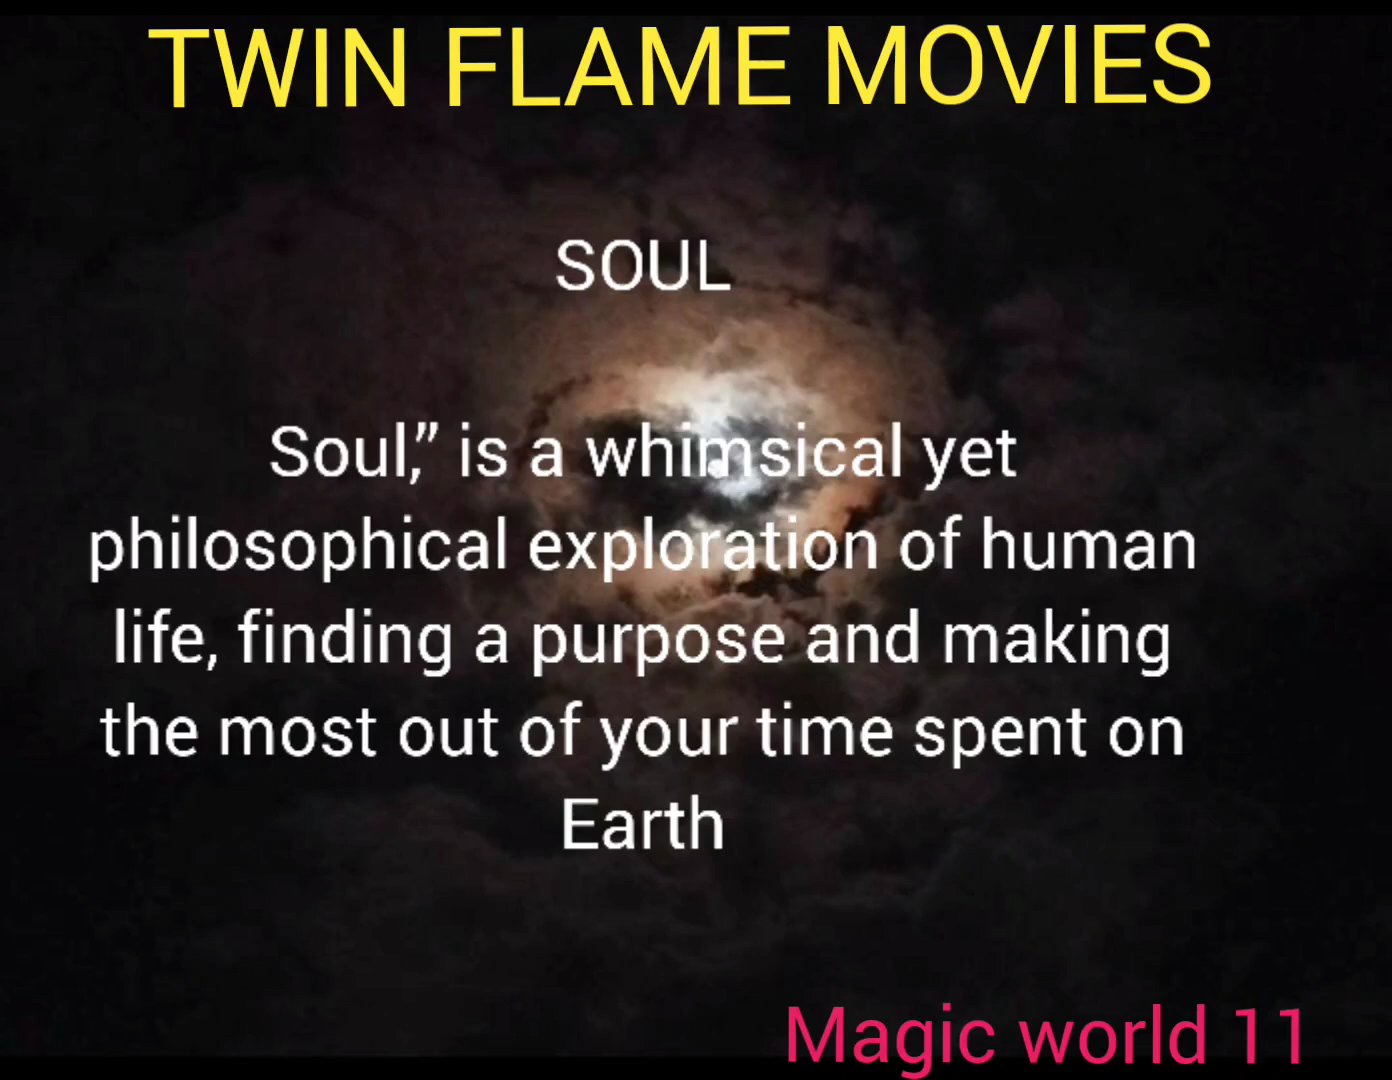 TWIN FLAME MOVIES
SOUL
Soul,” is a whimsical yet
philosophical exploration of human
life, finding a purpose and making
the most out of your time spent on
Earth
Magic world 11